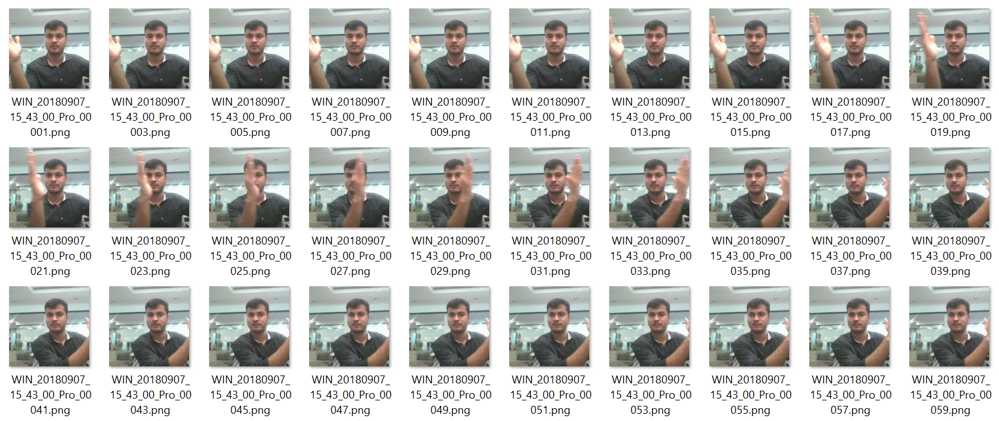 WIN_20180907_ WIN_20180907_ WIN_20180907_ WIN_20180907_ WIN_20180907_ WIN_20180907_ WIN_20180907_ WIN_20180907_ WIN_20180907_ WIN_20180907_
15_43_00_Pro_00 15_43_00_Pro_00 15_43_00_Pro_00 15_43_00_Pro_00 15_43_00_Pro_00 15_43_00_Pro_00 15_43_00_Pro_00 15_43_00_Pro_00 15_43_00_Pro_00 15_43_00_Pro_00
001.png 003.png 005.png 007.png 009.png 011.png 013.png 015.png 017.png 019.png
WIN_20180907_ WIN_20180907_ WIN_20180907_ WIN_20180907_ WIN_20180907_ WIN_20180907_ WIN_20180907_ WIN_20180907_ WIN_20180907_ WIN_20180907_
15_43_00_Pro_00 15_43_00_Pro_00 15_43_00_Pro_00 15_43_00_Pro_00 15_43_00_Pro_00 15_43_00_Pro_00 15_43_00_Pro_00 15_43_00_Pro_00 15_43_00_Pro_00 15_43_00_Pro_00
021.png 023.png 025.png 027.png 029.png 031.png 033.png 035.png 037.png 039.png
WIN_20180907_ WIN_20180907_ WIN_20180907_ WIN_20180907_ WIN_20180907_ WIN_20180907_ WIN_20180907_ WIN_20180907_ WIN_20180907_ WIN_20180907_
15_43_00_Pro_00 15_43_00_Pro_00 15_43_00_Pro_00 15_43_00_Pro_00 15_43_00_Pro_00 15_43_00_Pro_00 15_43_00_Pro_00 15_43_00_Pro_00 15_43_00_Pro_00 15_43_00_Pro_00
041.png 043.png 045.png 047.png 049.png 051.png 053.png 055.png 057.png 059.png